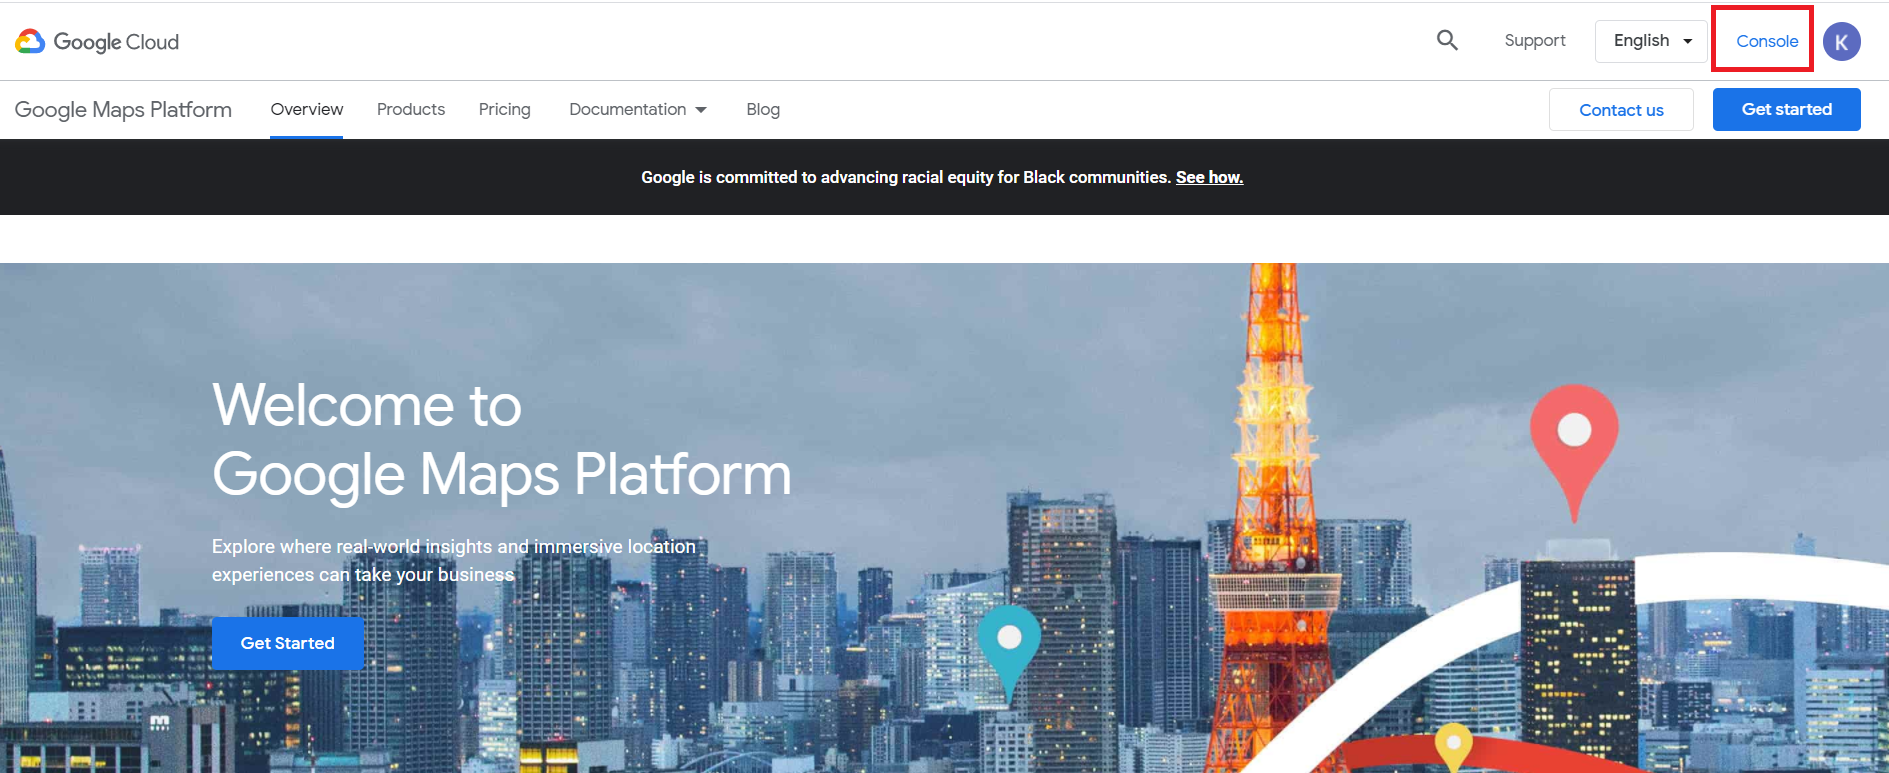 Google Cloud
Support
English
Console
K
Google Maps Platform
Overview
Products
Pricing
Documentation
Blog
Contact us
Get started
Google is committed to advancing racial equity for Black communities. See how.
Welcome to
Google Maps Platform
Explore where real-world insights and immersive location
experiences can take your business
Get Started